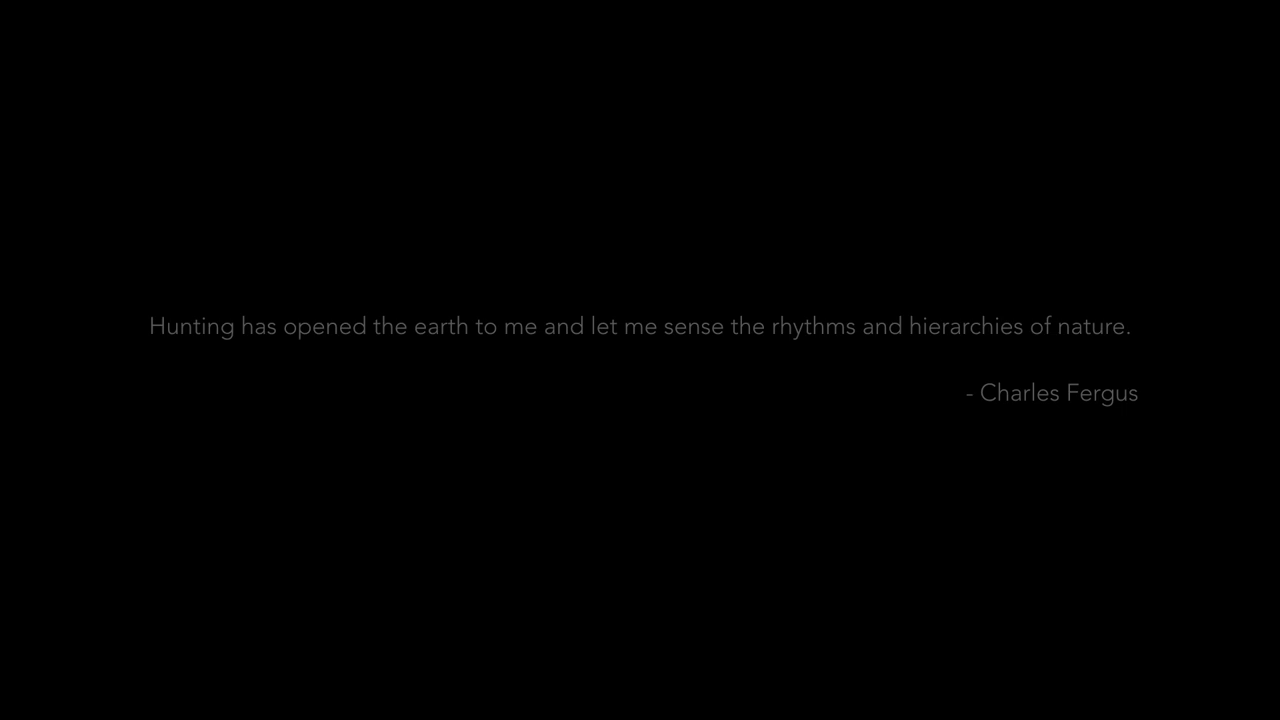 Hunting has opened the earth to me and let me sense the rhythms and hierarchies of nature.
- Charles Fergus